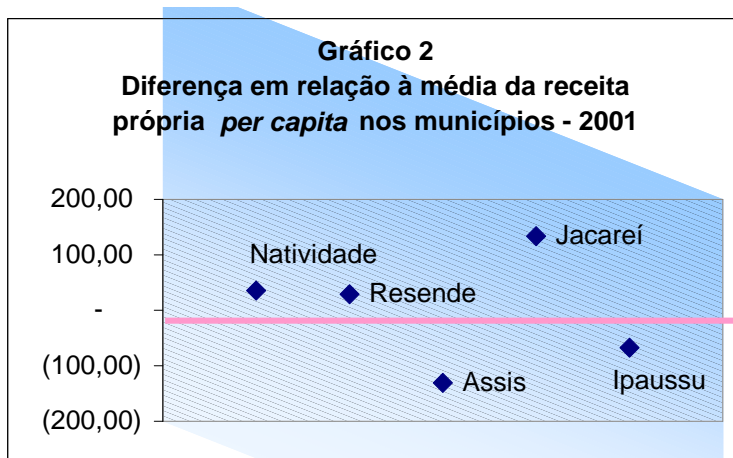 Gráfico 2
Diferença em relação à média da receita
própria per capita nos municípios - 2001
200,00
100,00
-
(100,00)
(200,00)
Natividade
Resende
Assis
Jacareí
Ipaussu